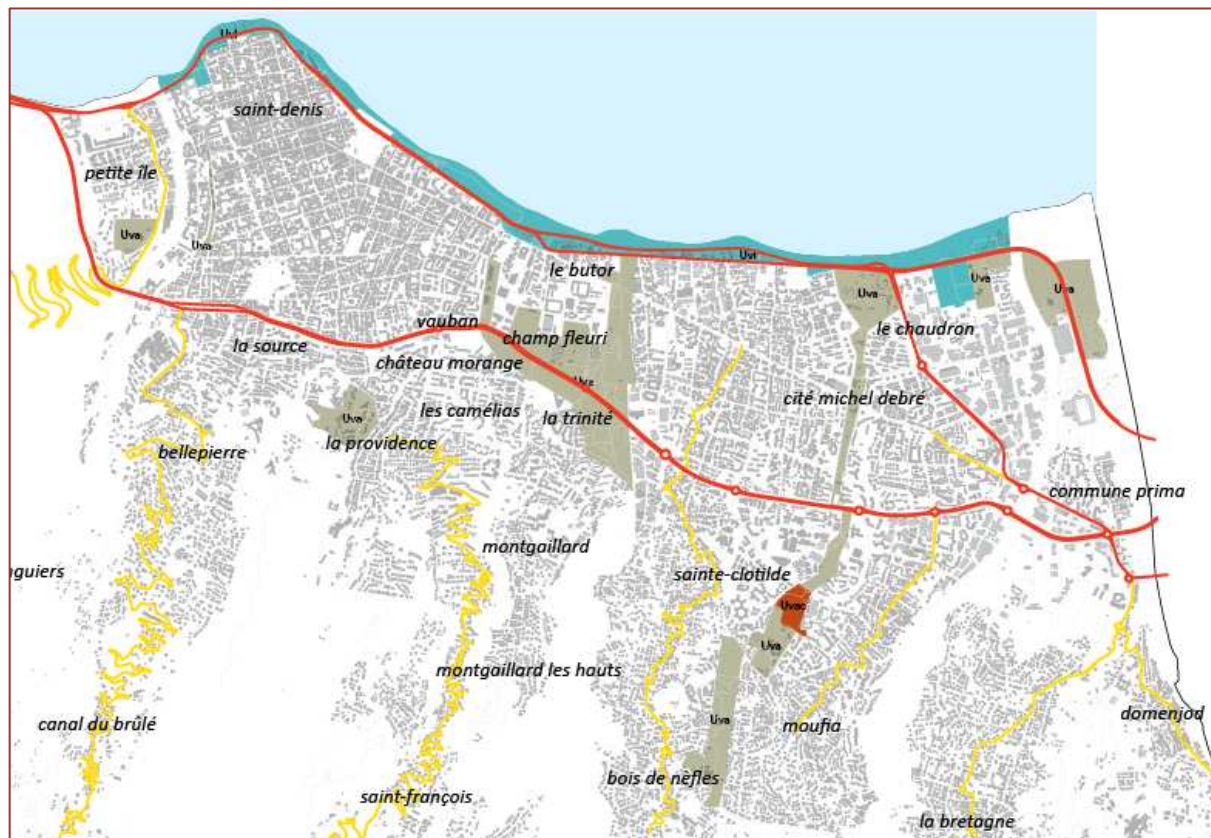 Uvl
saint-denis
petite île
Uva
Uva
le butor
Uvl
Uva
Uva
Uva
vauban
champ fleuri
le chaudron
la source
château morange
Uva
cité michel debré
les camélias
la trinité
Uva
la providence
bellepierre
commune prima
montgaillard
nguiers
sainte-clotilde
Uvac
Uva
montgaillard les hauts
canal du brûlé
Uva
moufia
domenjod
bois de nèfles
saint-françois
la bretagne